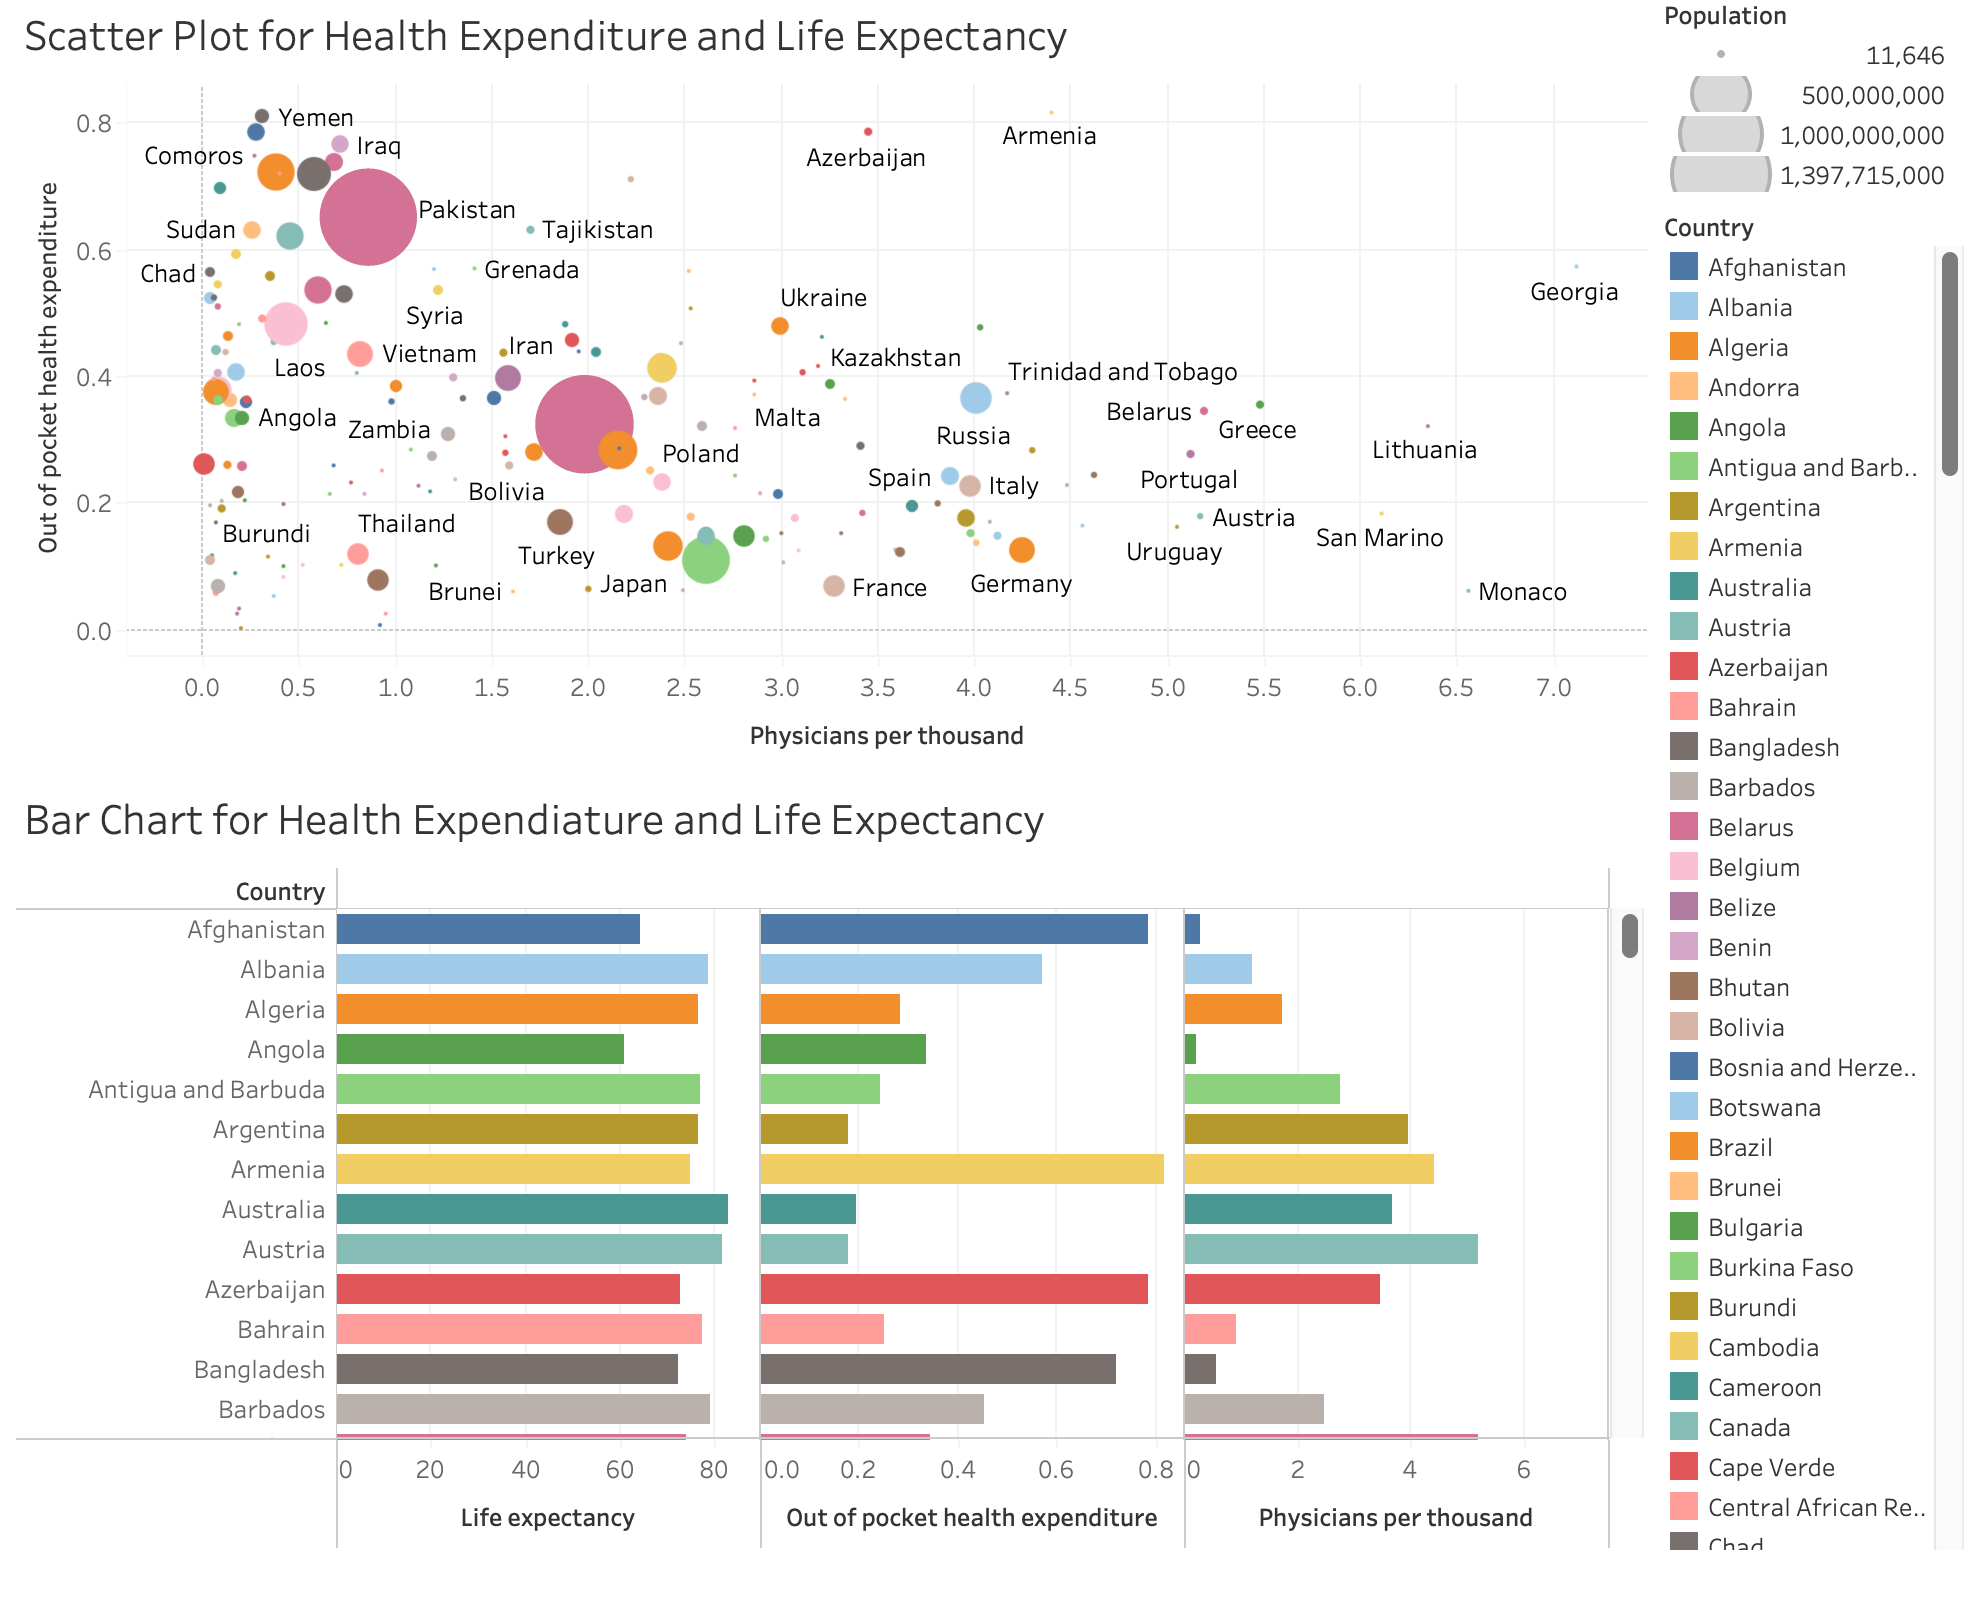 Scatter Plot for Health Expenditure and Life Expectancy
Out of pocket health expenditure
0.8
0.6
0.4
0.2
0.0
Yemen
Comoros
Iraq
Azerbaijan
Armenia
Pakistan
Sudan
Tajikistan
Chad
Grenada
Georgia
Ukraine
Syria
Laos
Vietnam
Iran
Kazakhstan
Trinidad and Tobago
Angola
Zambia
Malta
Belarus
Greece
Russia
Poland
Lithuania
Bolivia
Spain
Italy
Portugal
Burundi
Thailand
Austria
San Marino
Turkey
Uruguay
Brunei
Japan
France
Germany
Monaco
0.0 0.5 1.0 1.5 2.0 2.5 3.0 3.5 4.0 4.5 5.0 5.5 6.0 6.5 7.0
Physicians per thousand
Population
11,646
500,000,000
1,000,000,000
1,397,715,000
Country
Afghanistan
Albania
Algeria
Andorra
Angola
Antigua and Barb..
Argentina
Armenia
Australia
Austria
Azerbaijan
Bahrain
Bangladesh
Barbados
Belarus
Belgium
Belize
Benin
Bhutan
Bolivia
Bosnia and Herze..
Botswana
Brazil
Brunei
Bulgaria
Burkina Faso
Burundi
Cambodia
Cameroon
Canada
Cape Verde
Central African Re..
Chad
Bar Chart for Health Expendiature and Life Expectancy
Country
Afghanistan
Albania
Algeria
Angola
Antigua and Barbuda
Argentina
Armenia
Australia
Austria
Azerbaijan
Bahrain
Bangladesh
Barbados
0 20 40 60 80 0.0 0.2 0.4 0.6 0.8 0 2 4 6
Life expectancy Out of pocket health expenditure Physicians per thousand